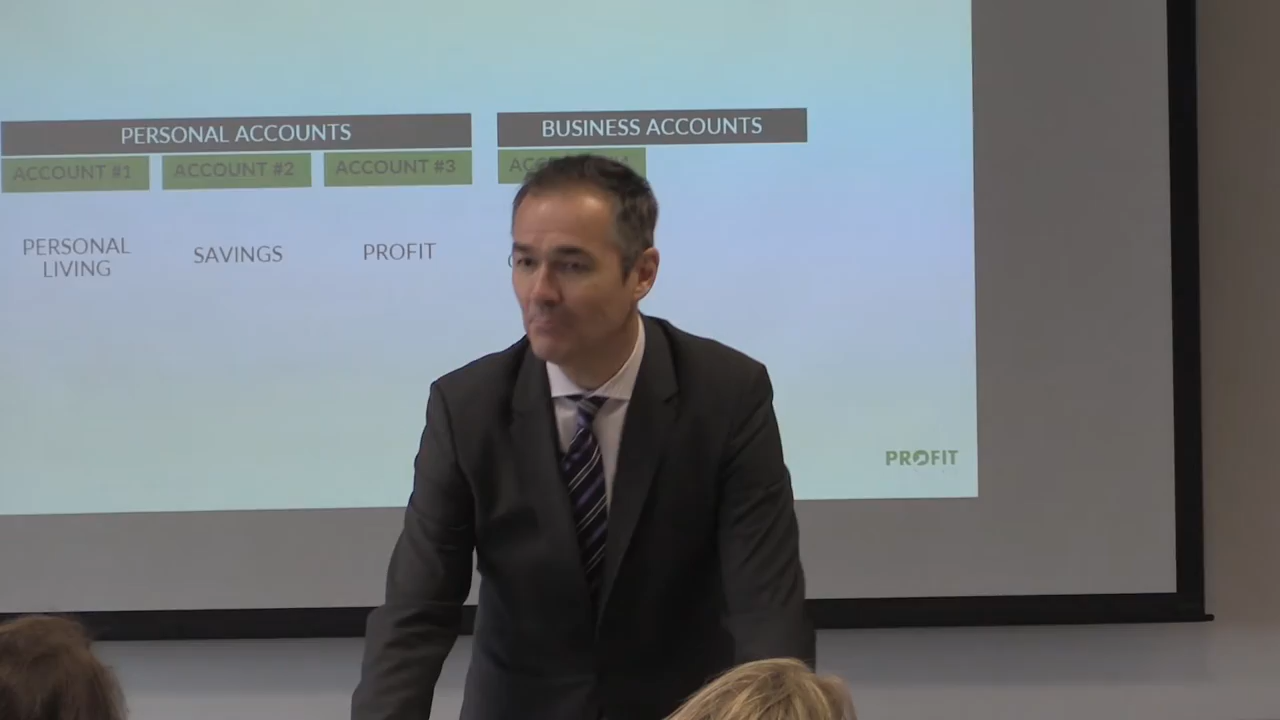 PERSONAL ACCOUNTS
BUSINESS ACCOUNTS
ACCOUNT #1
ACCOUNT #2
ACCOUNT #3
PERSONAL
LIVING
SAVINGS
PROFIT
PROFIT